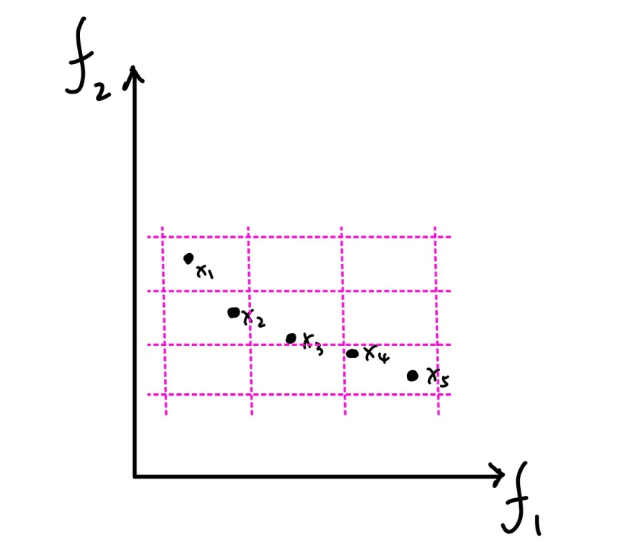 f₂
x₁
x₂
x₃
x₄
x₅
f₁